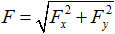 F = √(F_x^2 + F_y^2)